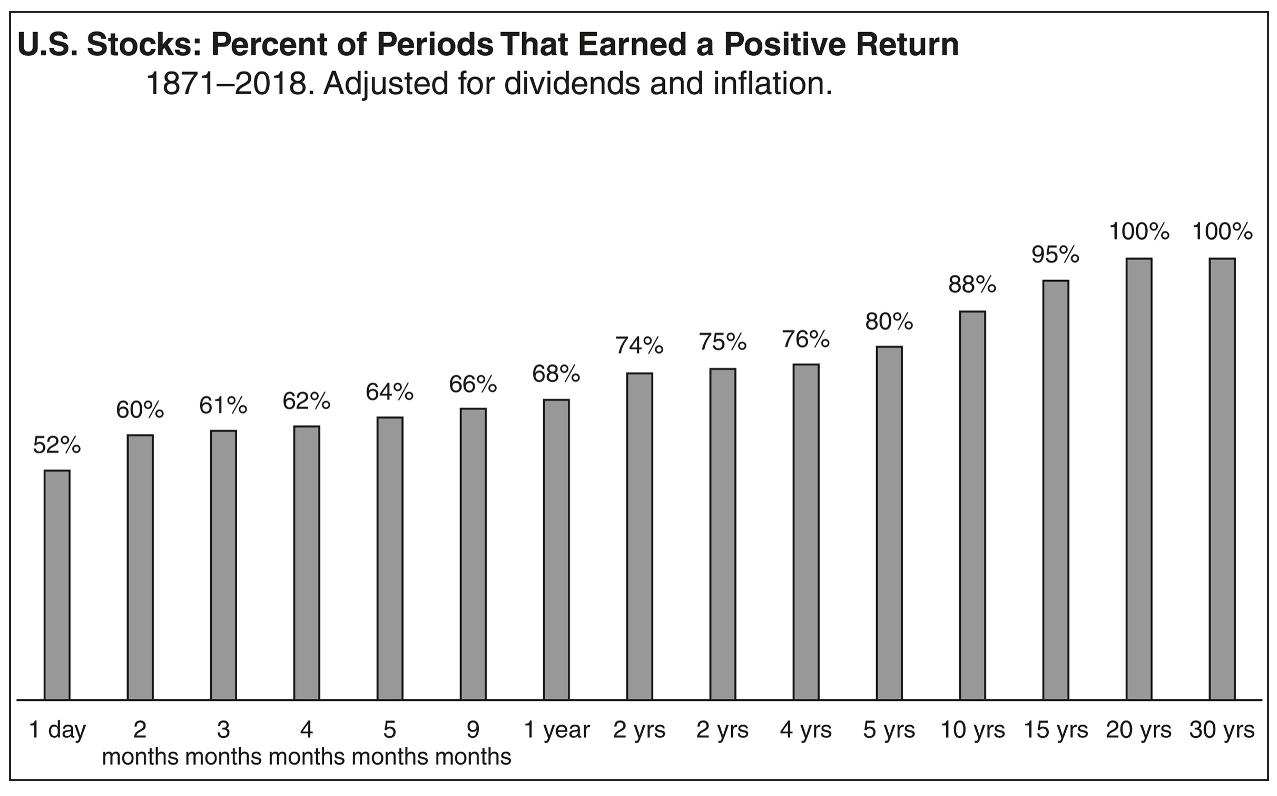 U.S. Stocks: Percent of Periods That Earned a Positive Return
1871–2018. Adjusted for dividends and inflation.
52%
60%
61%
62%
64%
66%
68%
74%
75%
76%
80%
88%
95%
100%
100%
1 day
2
months
3
months
4
months
5
months
9
months
1 year
2 yrs
2 yrs
4 yrs
5 yrs
10 yrs
15 yrs
20 yrs
30 yrs